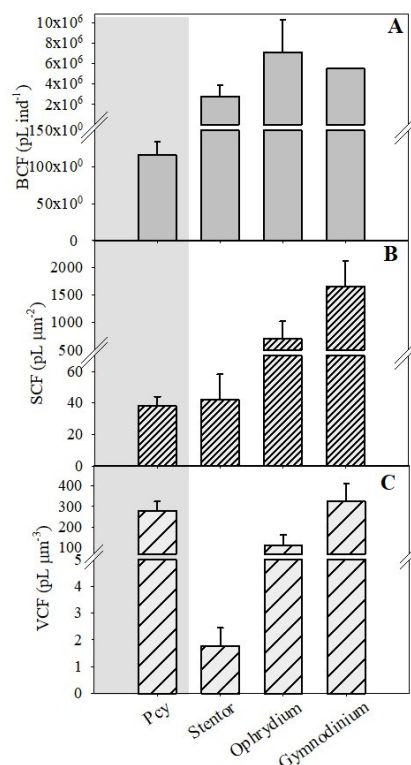 A
10x10⁶
8x10⁶
6x10⁶
4x10⁶
2x10⁶
150x10⁰
100x10⁰
50x10⁰
0
BCF (pL ind⁻¹)
B
2000
1500
1000
500
60
40
20
0
SCF (pL μm⁻²)
C
400
300
200
100
5
4
3
2
1
0
VCF (pL μm⁻³)
Pcy
Stentor
Ophrydium
Gymnodinium